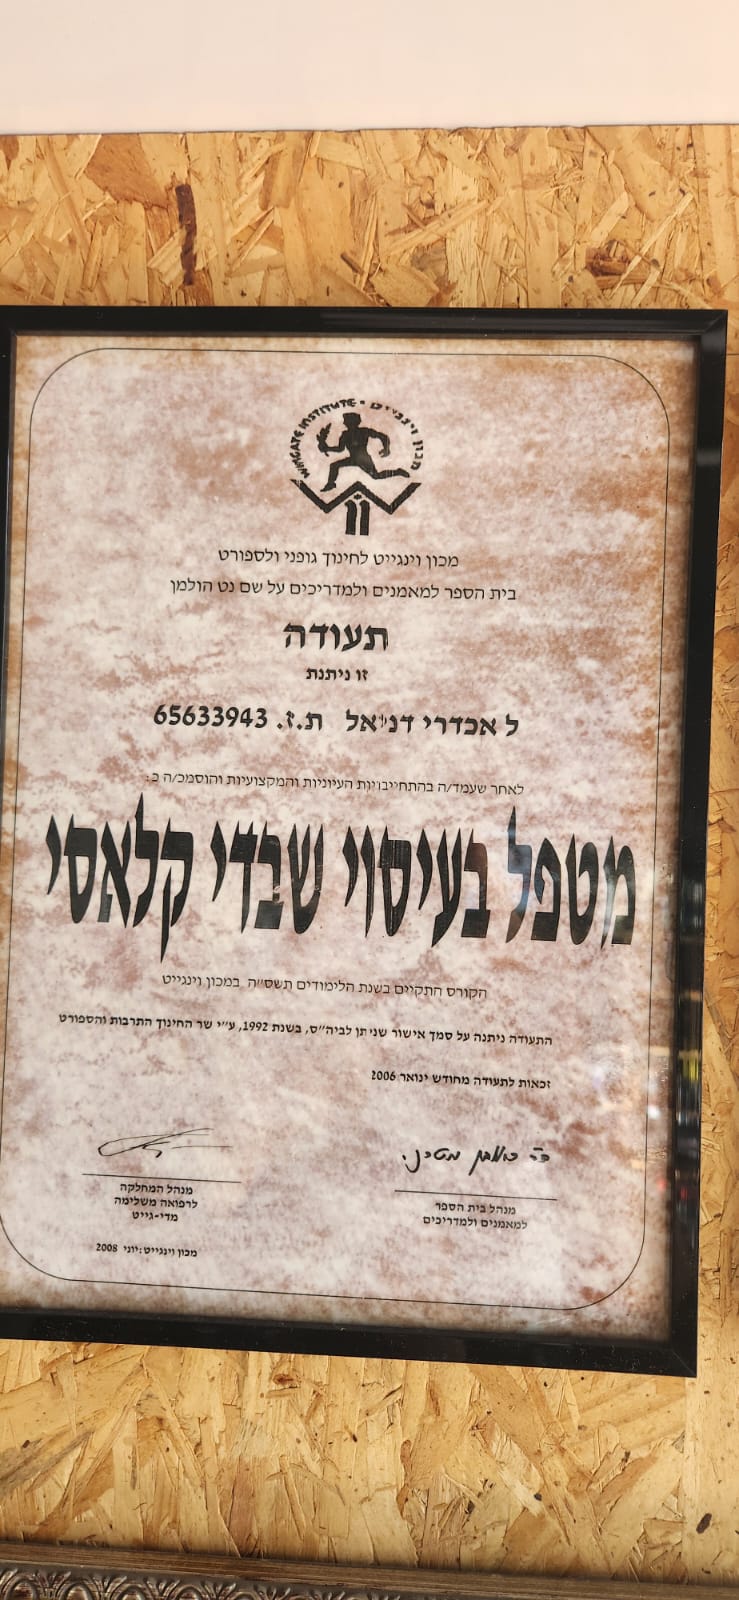 WINGATE INSTITUTE • מכון וינגייט
מכון וינגייט לחינוך גופני ולספורט
בית הספר למאמנים ולמדריכים על שם נט הולמן
תעודה
זו ניתנת
ל אכדרי דניאל ת.ז. 65633943
לאחר שעמד/ה בהתחייבויות העיוניות והמקצועיות והוסמכ/ה כ:
מטפל בעיסוי שבדי קלאסי
הקורס התקיים בשנת הלימודים תשס"ה במכון וינגייט
התעודה ניתנה על סמך אישור שניתן לביה"ס, בשנת 1992, ע"י שר החינוך התרבות והספורט
זכאות לתעודה מחודש ינואר 2006
מנהל בית הספר
למאמנים ולמדריכים
מנהל המחלקה
לרפואה משלימה
מדי-גייט
מכון וינגייט: יוני 2008